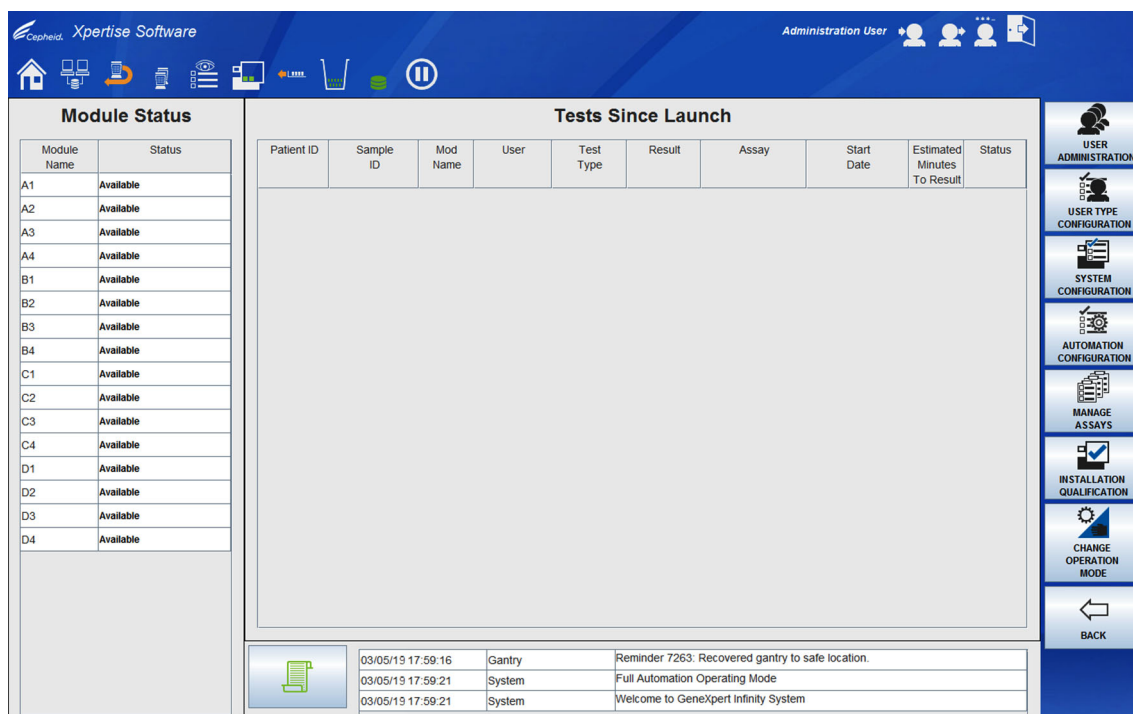 Cepheid. Xpertise Software
Administration User
Module Status
Module Name Status
A1 Available
A2 Available
A3 Available
A4 Available
B1 Available
B2 Available
B3 Available
B4 Available
C1 Available
C2 Available
C3 Available
C4 Available
D1 Available
D2 Available
D3 Available
D4 Available
Tests Since Launch
Patient ID Sample ID Mod Name User Test Type Result Assay Start Date Estimated Minutes To Result Status
03/05/19 17:59:16 Gantry Reminder 7263: Recovered gantry to safe location.
03/05/19 17:59:21 System Full Automation Operating Mode
03/05/19 17:59:21 System Welcome to GeneXpert Infinity System
USER
ADMINISTRATION
USER TYPE
CONFIGURATION
SYSTEM
CONFIGURATION
AUTOMATION
CONFIGURATION
MANAGE
ASSAYS
INSTALLATION
QUALIFICATION
CHANGE
OPERATION
MODE
BACK